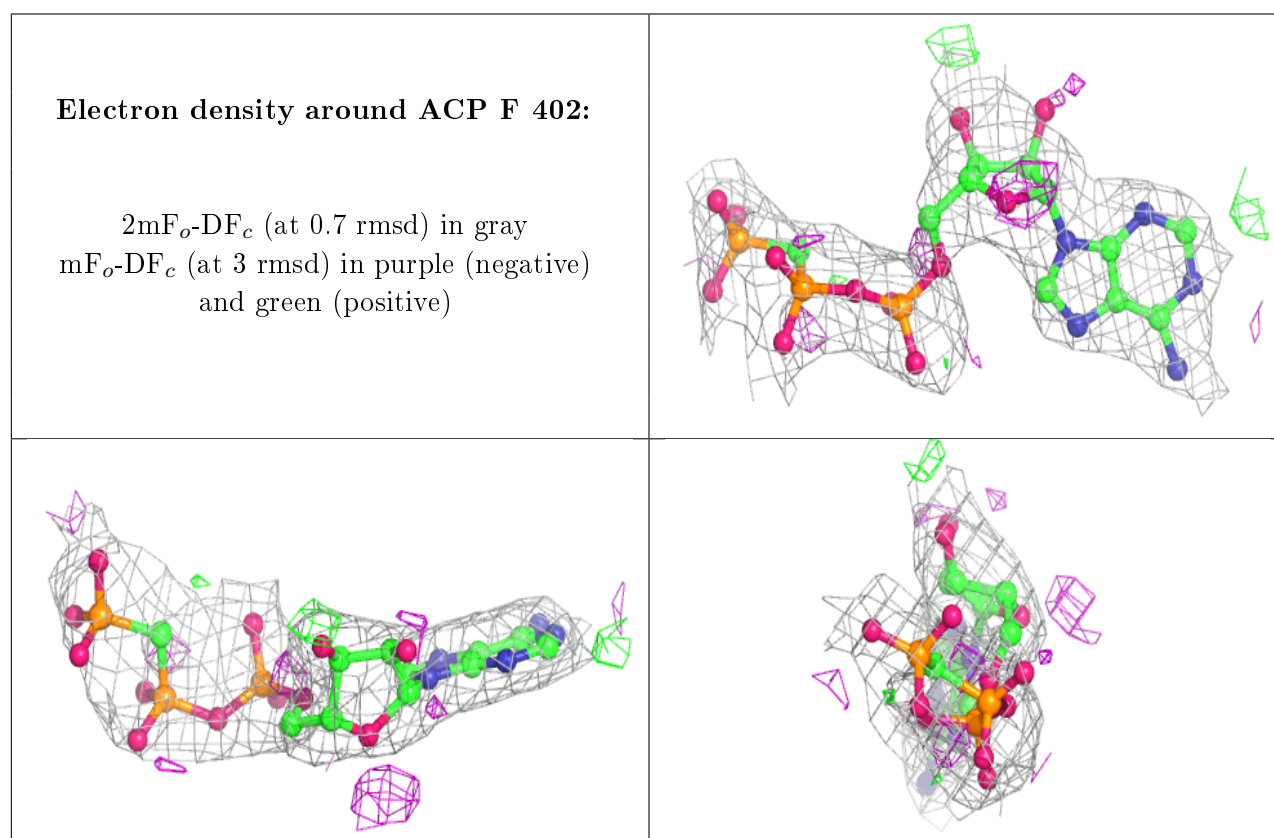 Electron density around ACP F 402:
2mFo-DFc (at 0.7 rmsd) in gray
mFo-DFc (at 3 rmsd) in purple (negative)
and green (positive)